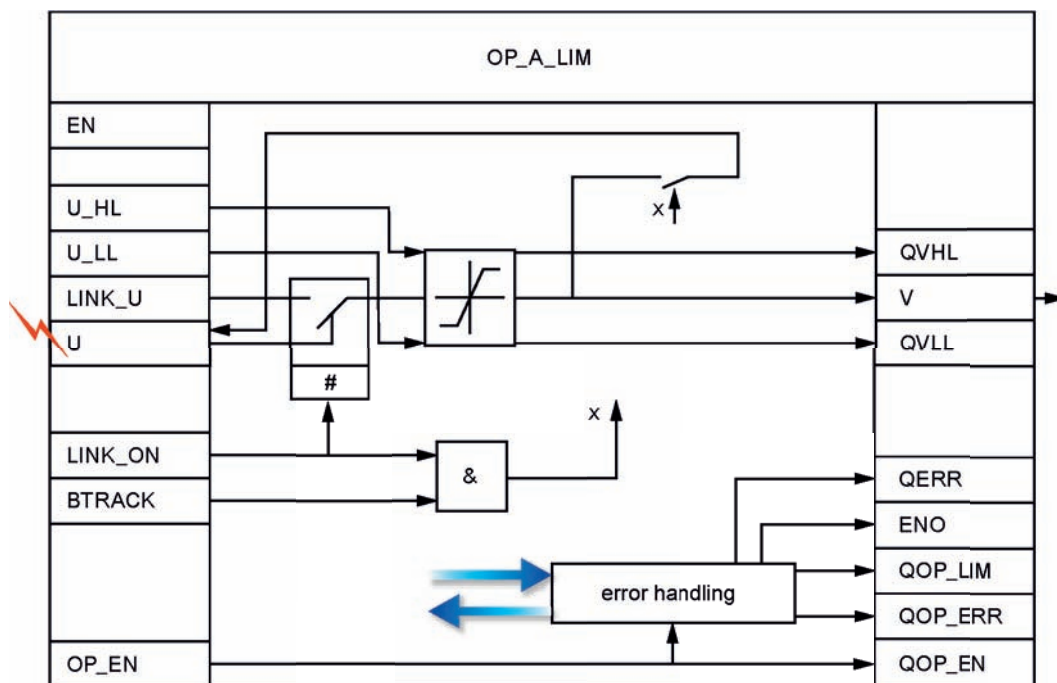 OP_A_LIM
EN
U_HL
U_LL
LINK_U
U
#
LINK_ON
BTRACK
OP_EN
x
x
&
error handling
QVHL
V
QVLL
QERR
ENO
QOP_LIM
QOP_ERR
QOP_EN